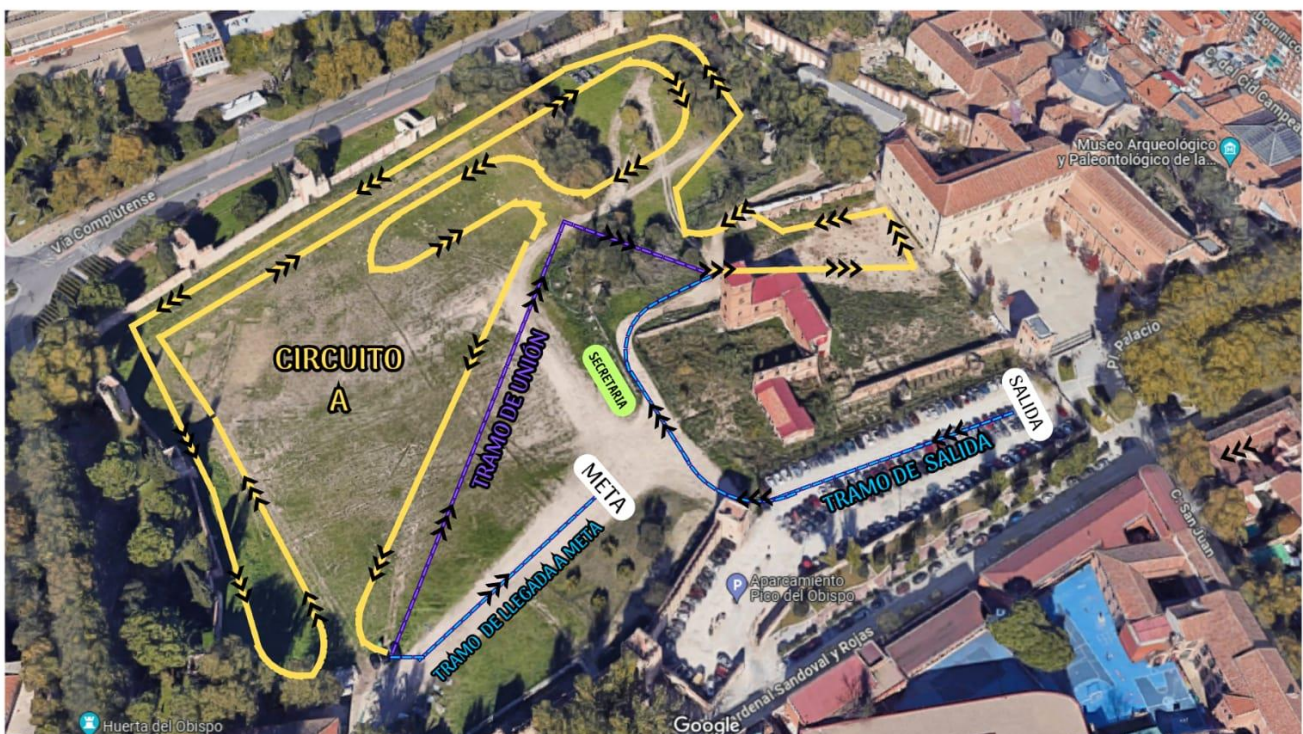 Dominico
C. del Cid Campea
Museo Arqueológico
y Paleontológico de la...
Vía Complutense
CIRCUITO
A
TRAMO DE UNIÓN
SECRETARIA
Pl. Palacio
SALIDA
TRAMO DE SALIDA
META
TRAMO DE LLEGADA A META
C. San Juan
P
Aparcamiento
Pico del Obispo
ardenal Sandoval y Rojas
Huerta del Obispo
Google